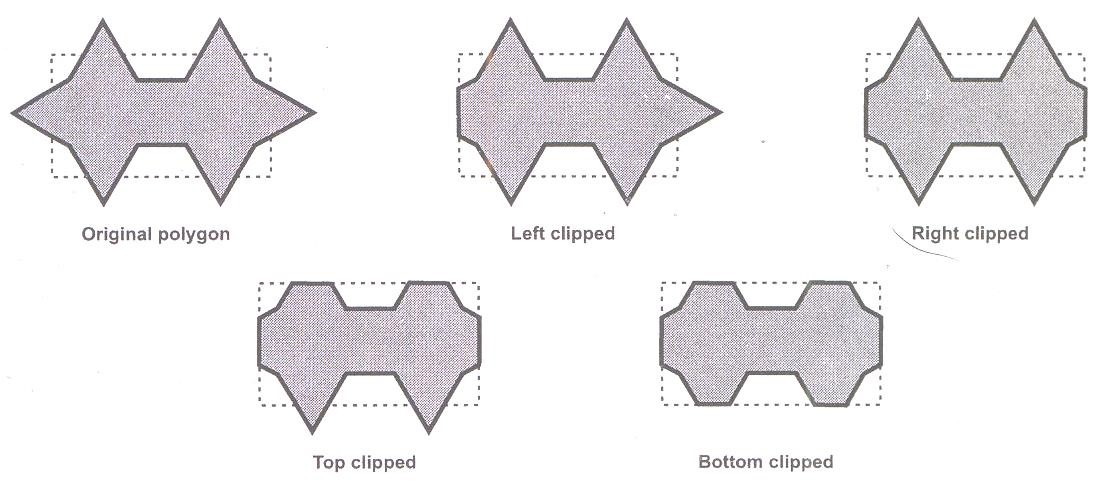 Original polygon
Left clipped
Right clipped
Top clipped
Bottom clipped